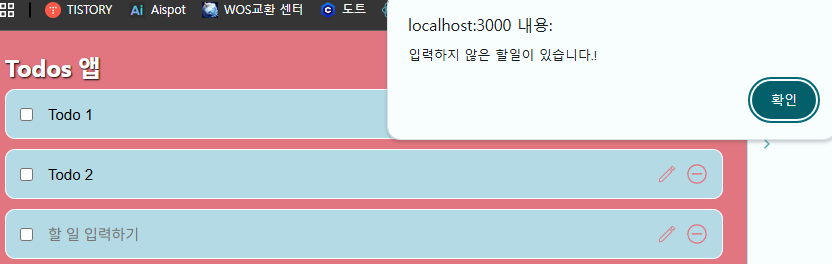 TISTORY Ai Aispot WOS교환 센터 C 도트
localhost:3000 내용:
입력하지 않은 할일이 있습니다.!
확인
Todos 앱
Todo 1
Todo 2
할 일 입력하기